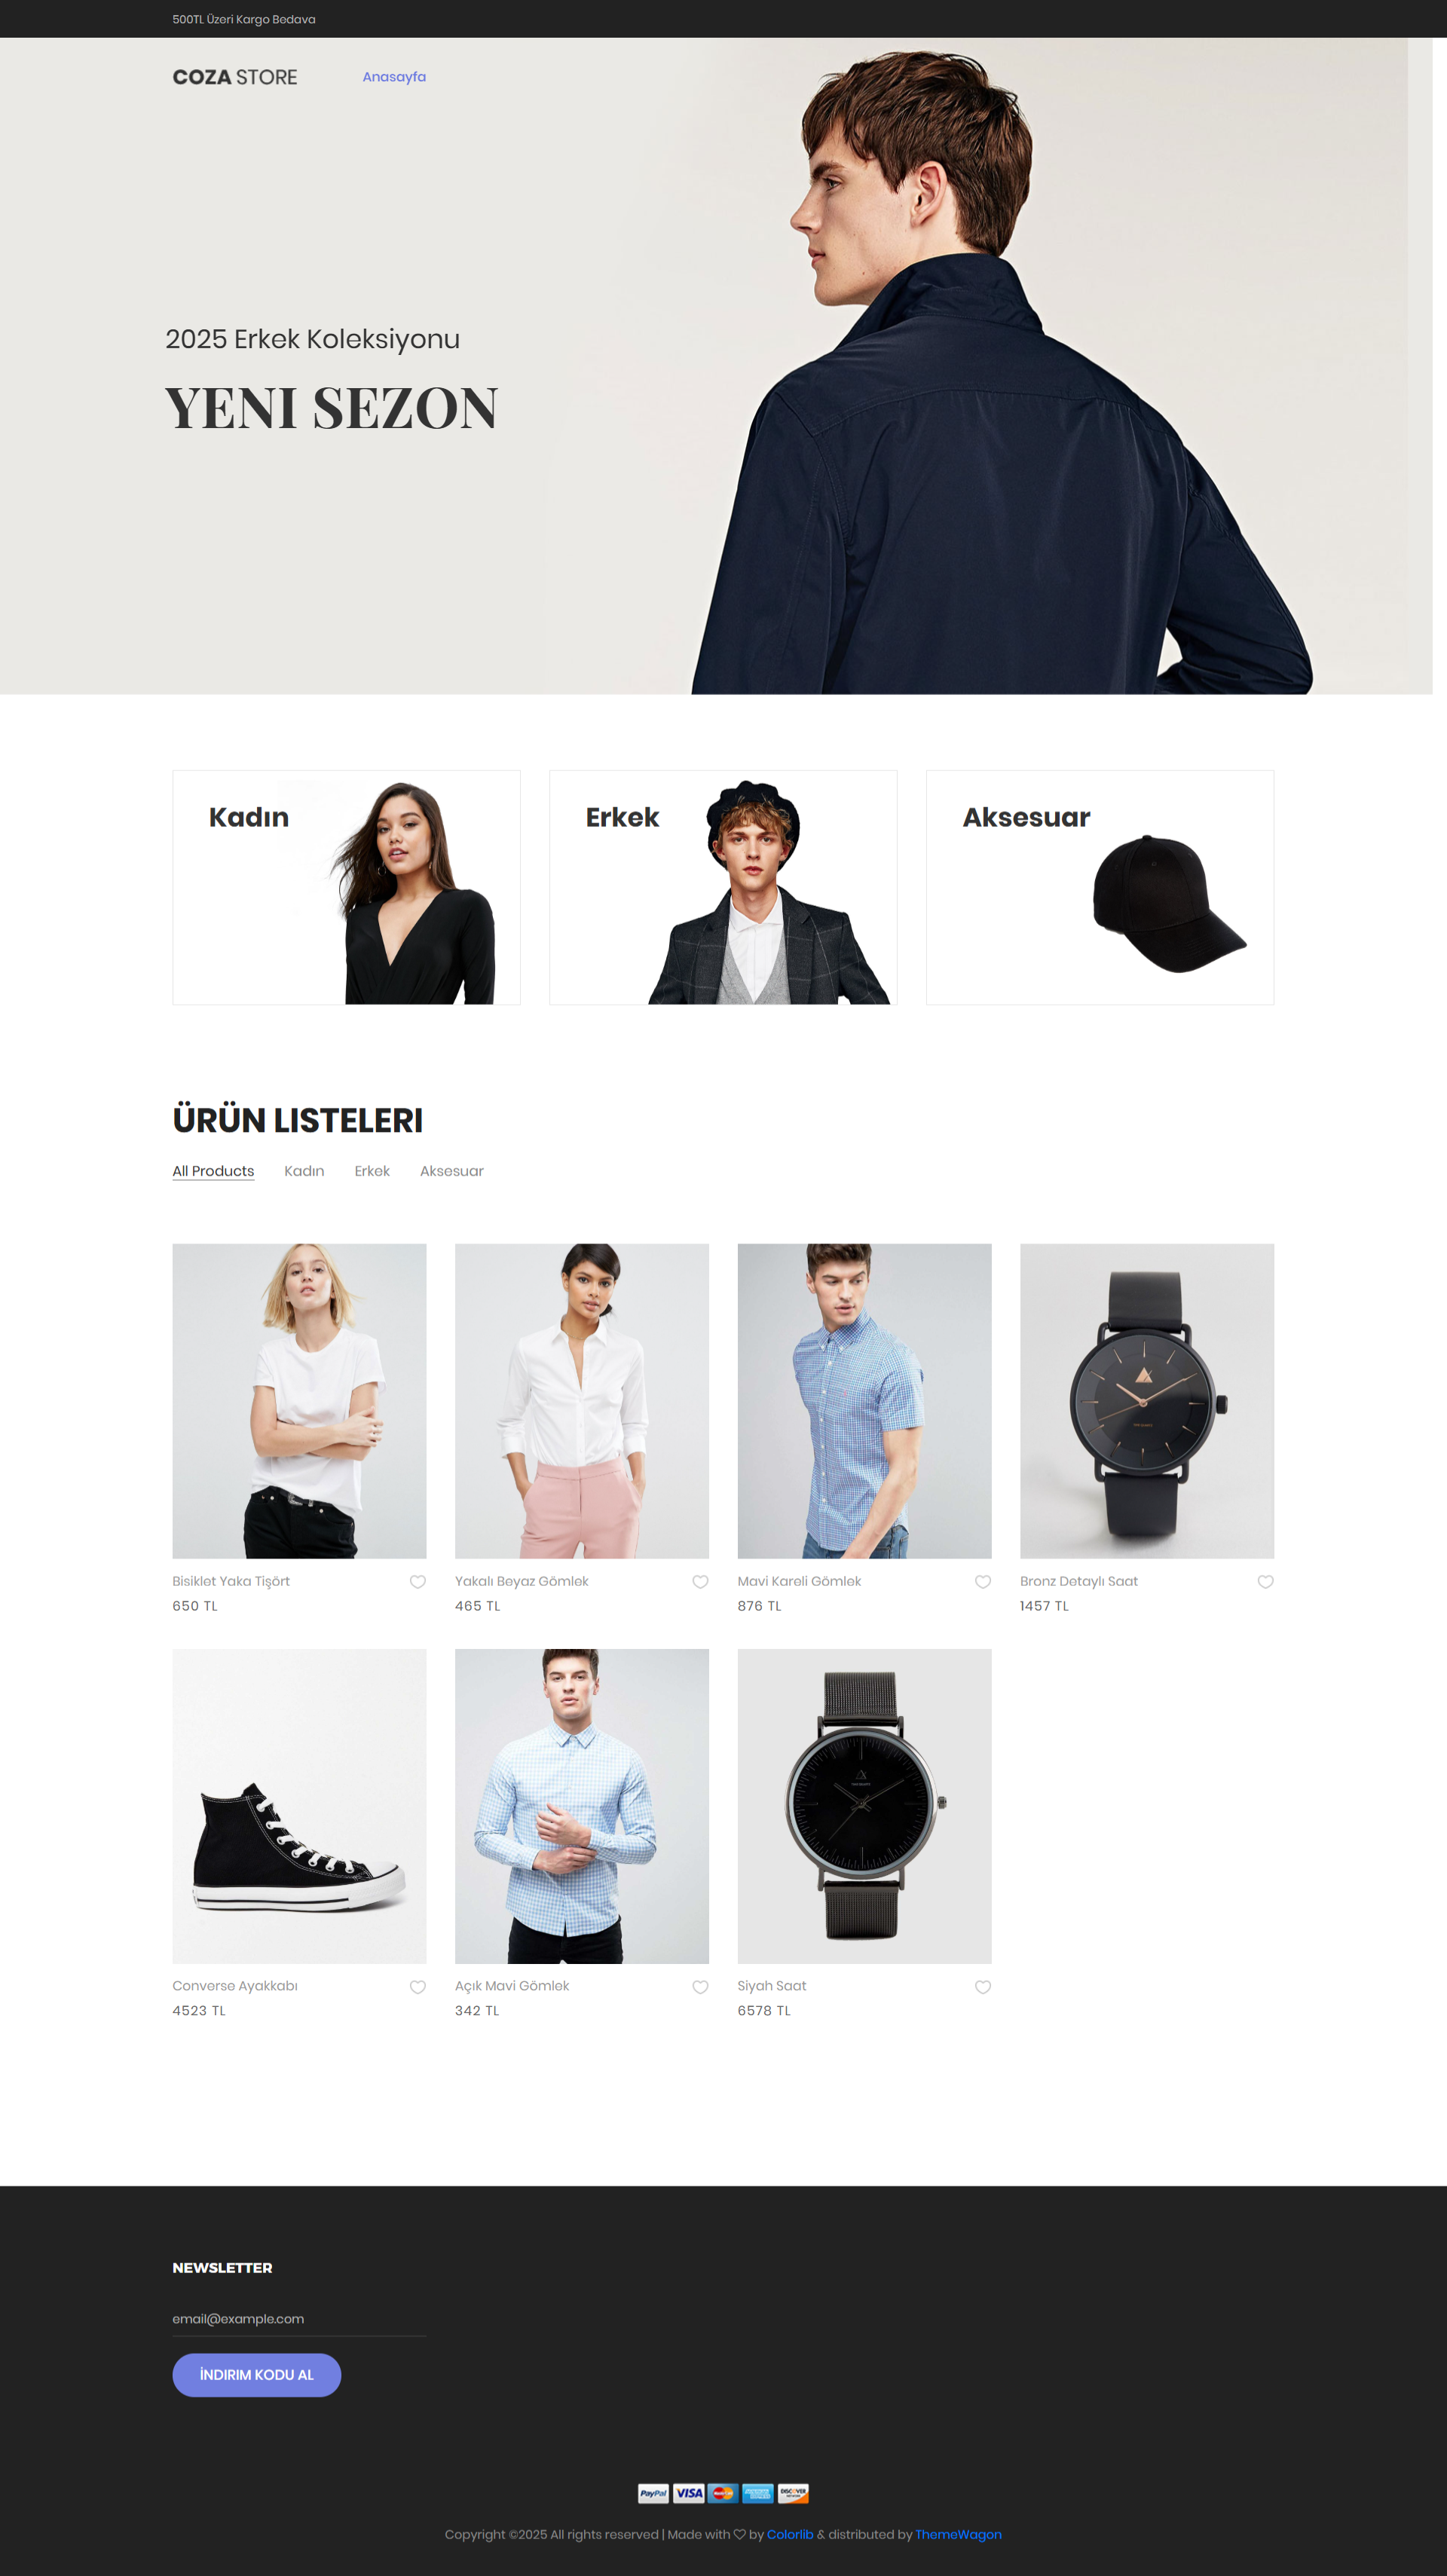 500TL Üzeri Kargo Bedava
COZA STORE
Anasayfa
2025 Erkek Koleksiyonu
YENI SEZON
Kadın
Erkek
Aksesuar
ÜRÜN LISTELERI
All Products Kadın Erkek Aksesuar
Bisiklet Yaka Tişört
650 TL
Yakalı Beyaz Gömlek
465 TL
Mavi Kareli Gömlek
876 TL
Bronz Detaylı Saat
1457 TL
Converse Ayakkabı
4523 TL
Açık Mavi Gömlek
342 TL
Siyah Saat
6578 TL
NEWSLETTER
email@example.com
İNDIRIM KODU AL
PayPal VISA DISCOVER
Copyright ©2025 All rights reserved | Made with ♡ by Colorlib & distributed by ThemeWagon